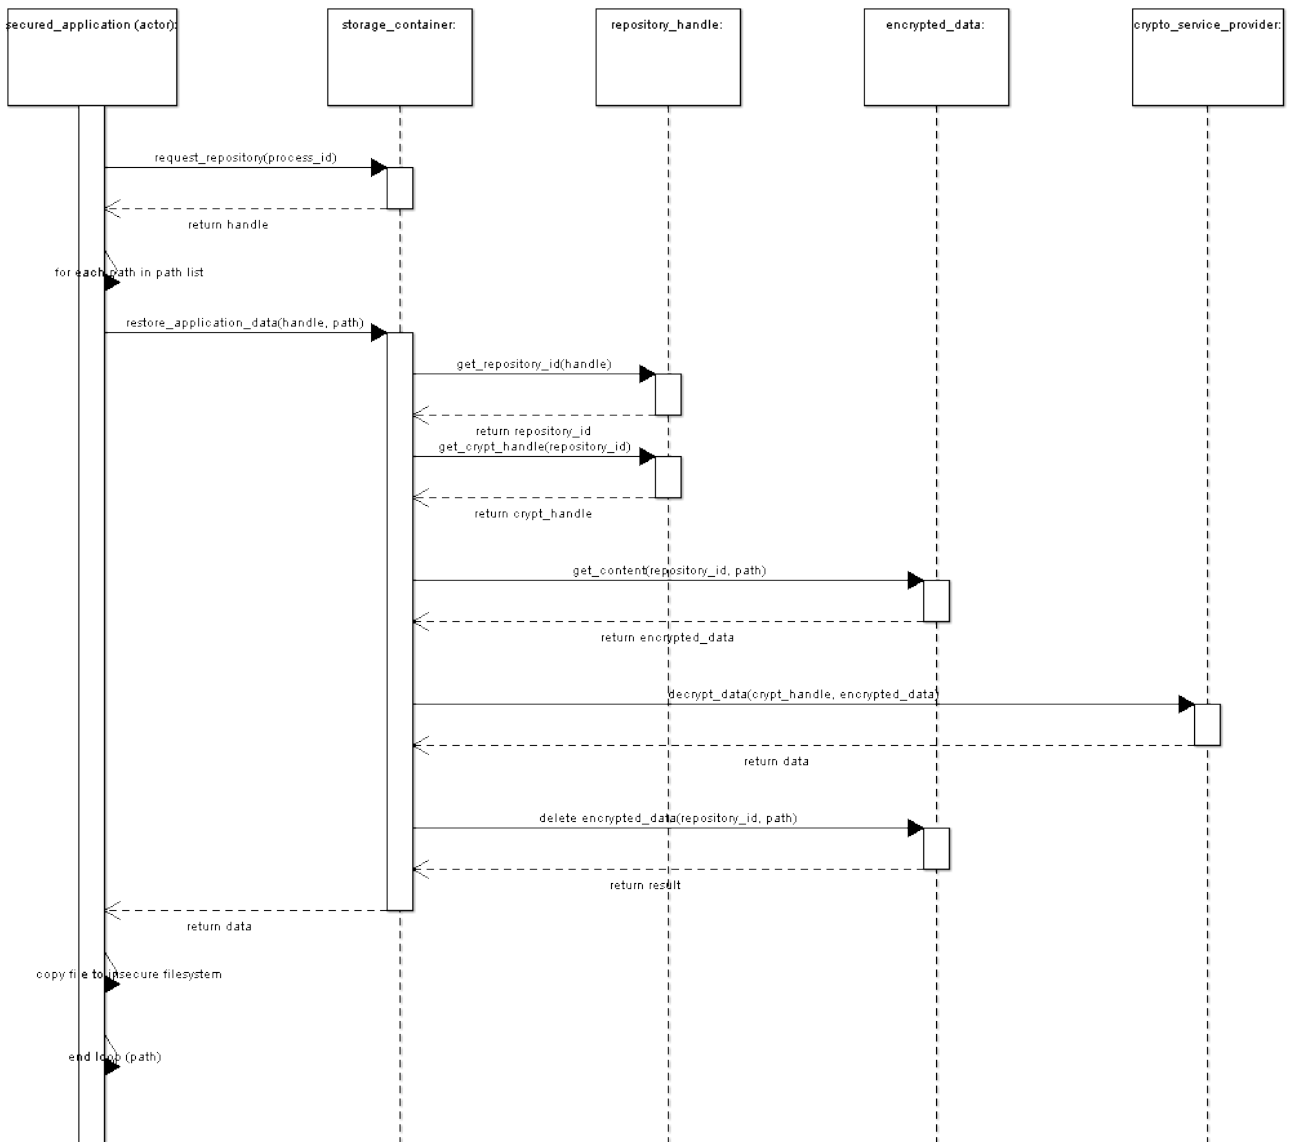 secured_application (actor):
storage_container:
repository_handle:
encrypted_data:
crypto_service_provider:
request_repository(process_id)
return handle
for each path in path list
restore_application_data(handle, path)
get_repository_id(handle)
return repository_id
get_crypt_handle(repository_id)
return crypt_handle
get_content(repository_id, path)
return encrypted_data
decrypt_data(crypt_handle, encrypted_data)
return data
delete encrypted_data(repository_id, path)
return result
return data
copy file to insecure filesystem
end loop (path)